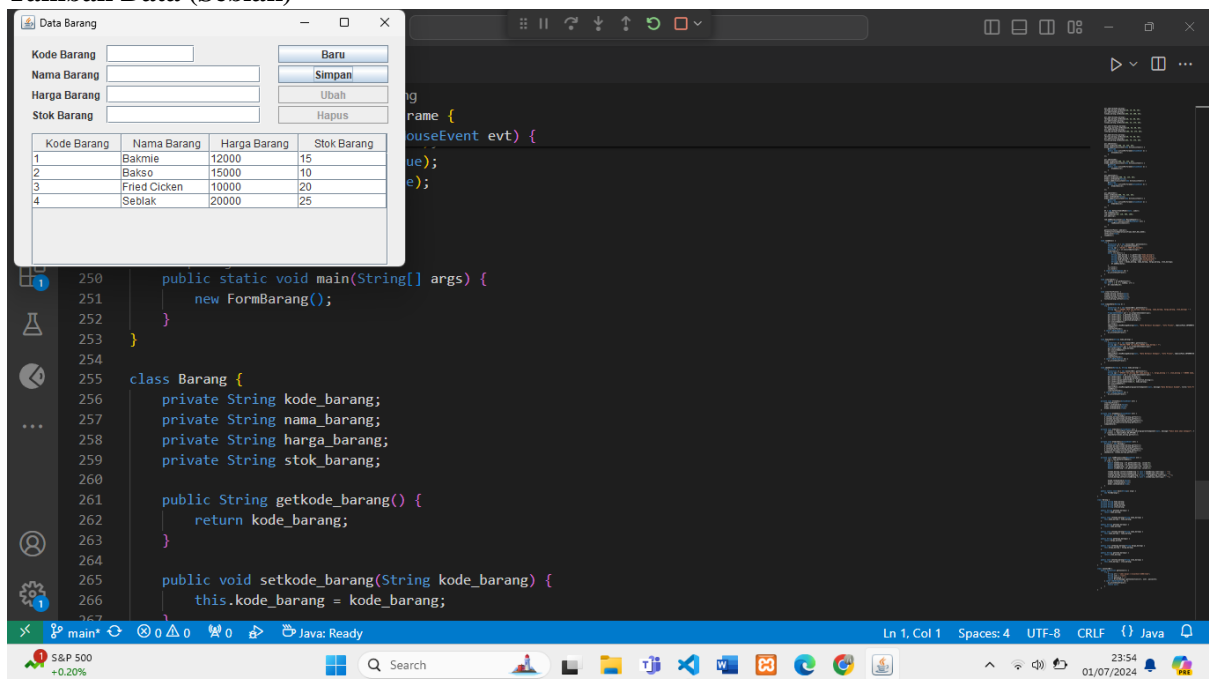 Data Barang
Kode Barang
Baru
Nama Barang
Simpan
Harga Barang
Ubah
Stok Barang
Hapus
Kode Barang Nama Barang Harga Barang Stok Barang
1 Bakmie 12000 15
2 Bakso 15000 10
3 Fried Cicken 10000 20
4 Seblak 20000 25
ng
rame {
ouseEvent evt) {
ue);
e);
250 public static void main(String[] args) {
251 new FormBarang();
252 }
253 }
254
255 class Barang {
256 private String kode_barang;
257 private String nama_barang;
258 private String harga_barang;
259 private String stok_barang;
260
261 public String getkode_barang() {
262 return kode_barang;
263 }
264
265 public void setkode_barang(String kode_barang) {
266 this.kode_barang = kode_barang;
267 }
main* 0 0 0 Java: Ready Ln 1, Col 1 Spaces: 4 UTF-8 CRLF {} Java
S&P 500
+0.20%
Search
23:54
01/07/2024